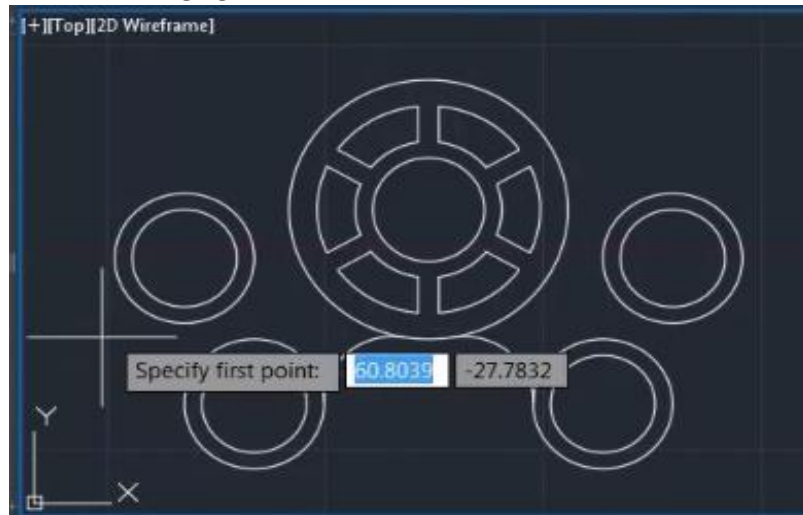 [+][Top][2D Wireframe]
Specify first point: 60.8039 -27.7832
Y
X